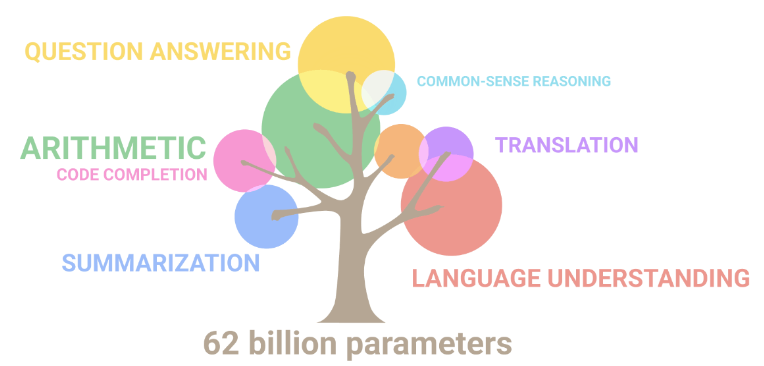 QUESTION ANSWERING
COMMON-SENSE REASONING
ARITHMETIC
TRANSLATION
CODE COMPLETION
SUMMARIZATION
LANGUAGE UNDERSTANDING
62 billion parameters